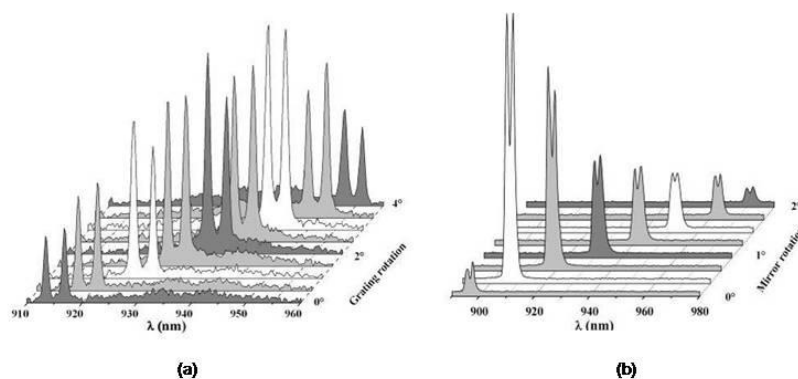 4°
2°
0°
Grating rotation
910 920 930 940 950 960
λ (nm)
(a)
2°
1°
0°
Mirror rotation
900 920 940 960 980
λ (nm)
(b)